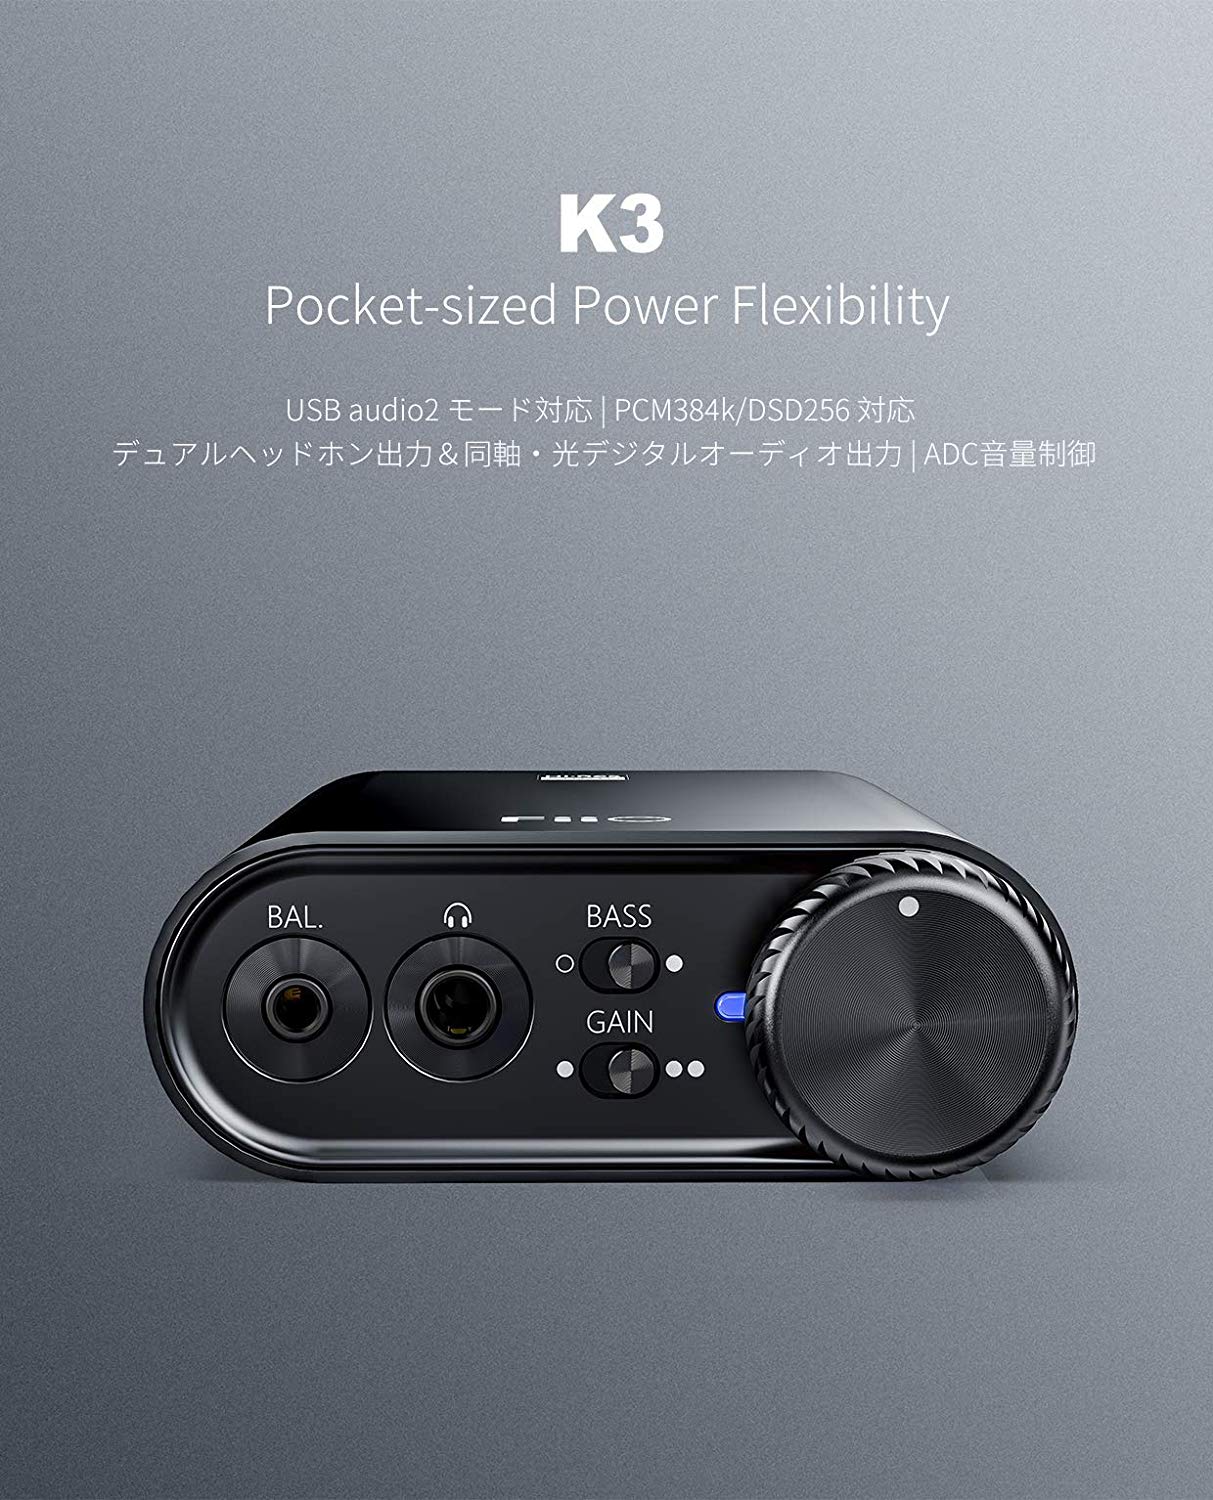 K3
Pocket-sized Power Flexibility
USB audio2 モード対応 | PCM384k/DSD256 対応
デュアルヘッドホン出力＆同軸・光デジタルオーディオ出力 | ADC音量制御
FiiO
BAL.
BASS
GAIN